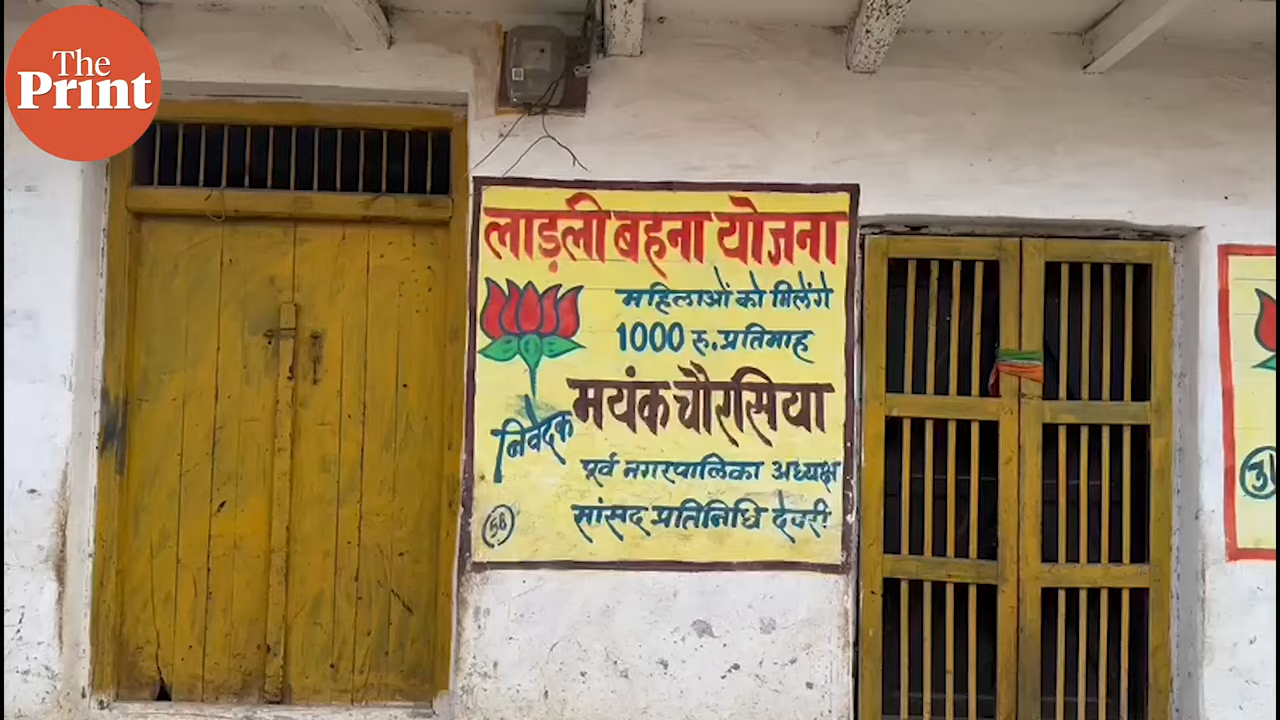 The
Print
लाड़ली बहना योजना
महिलाओं को मिलेंगे
1000 रु. प्रतिमाह
मयंक चौरसिया
निवेदक
पूर्व नगरपालिका अध्यक्ष
सांसद प्रतिनिधि देवरी
58